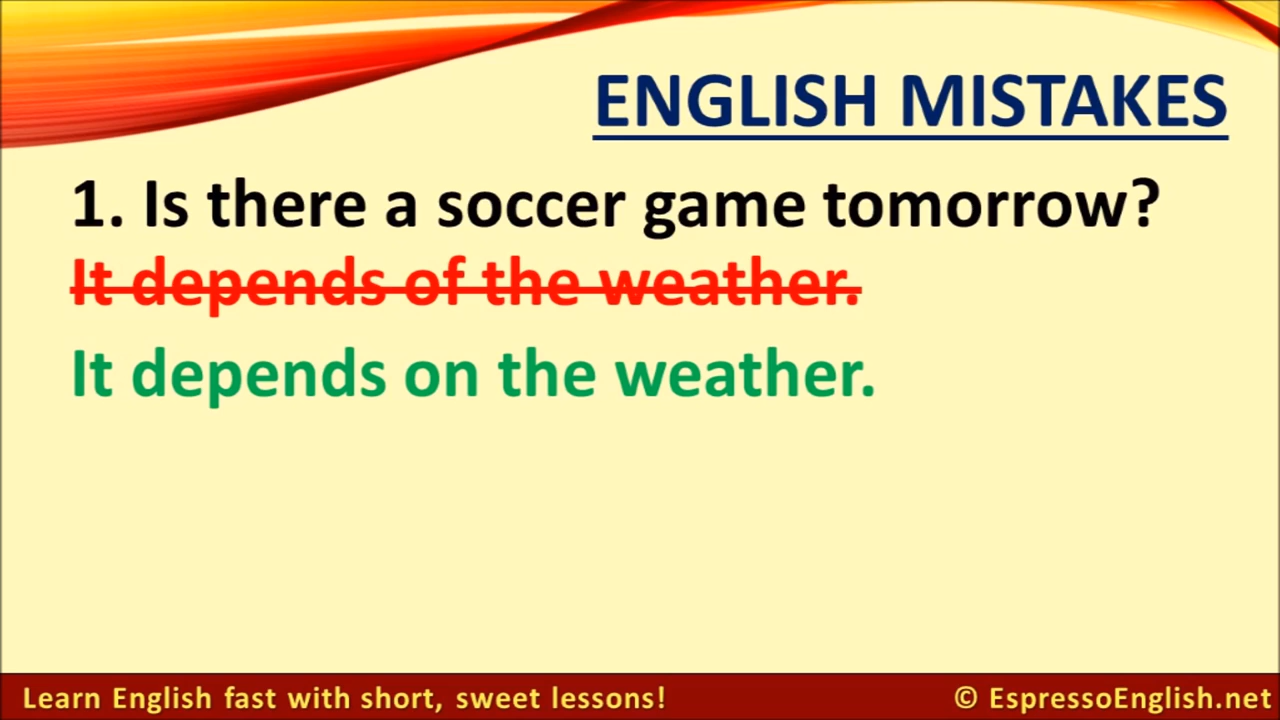 ENGLISH MISTAKES
1. Is there a soccer game tomorrow?
It depends of the weather.
It depends on the weather.
Learn English fast with short, sweet lessons!
© EspressoEnglish.net